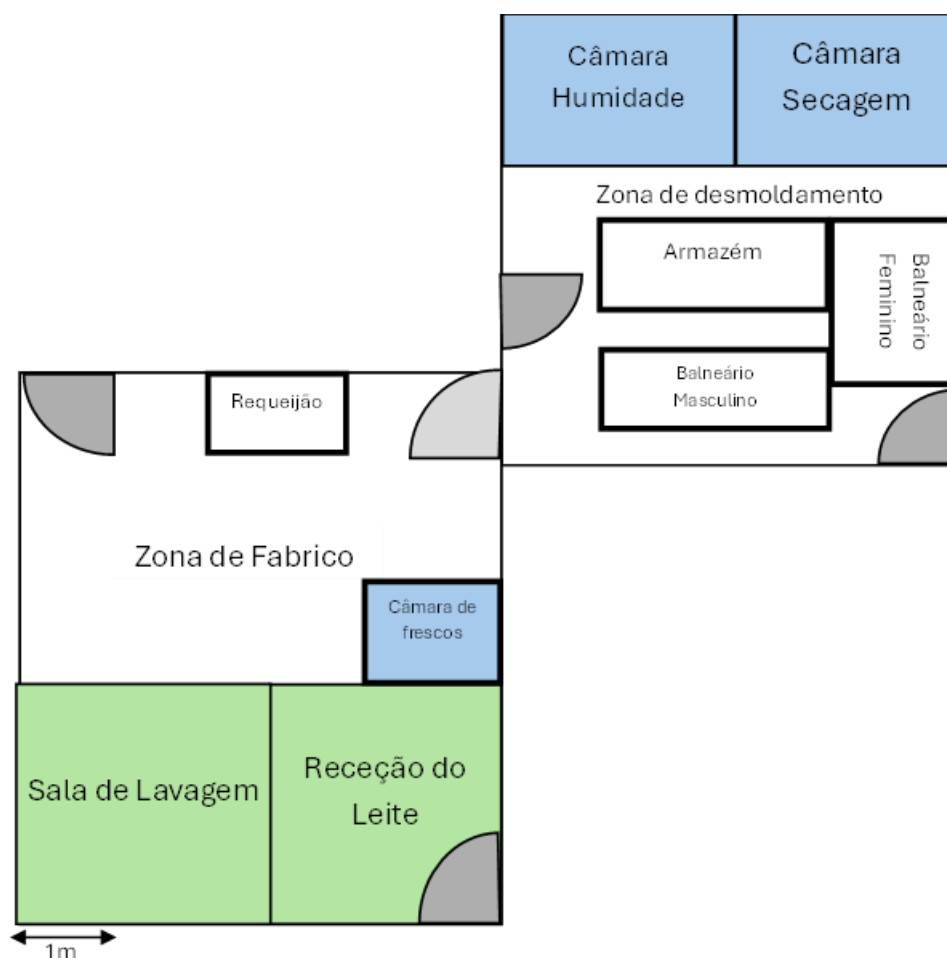 Câmara
Humidade
Câmara
Secagem
Zona de desmoldamento
Armazém
Balneário
Feminino
Balneário
Masculino
Requeijão
Zona de Fabrico
Câmara de
frescos
Sala de Lavagem
Receção do
Leite
1m